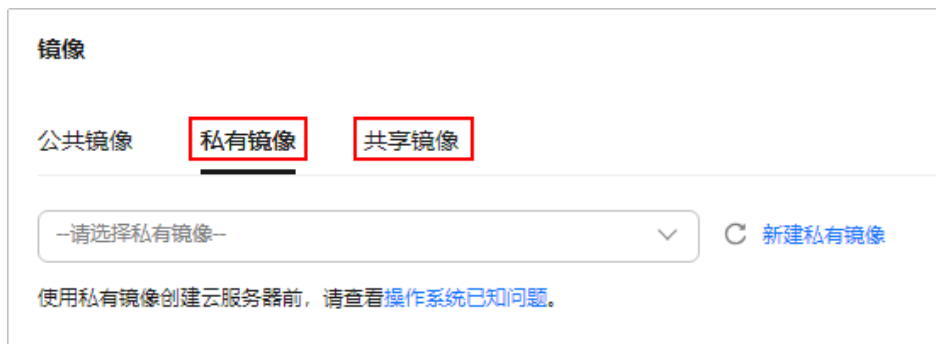 镜像
公共镜像 私有镜像 共享镜像
--请选择私有镜像-- 新建私有镜像
使用私有镜像创建云服务器前，请查看操作系统已知问题。